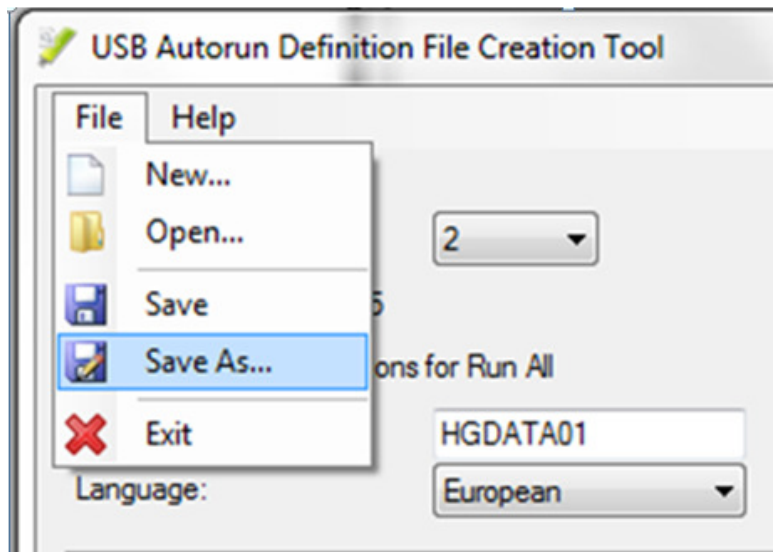 USB Autorun Definition File Creation Tool
File Help
New...
Open...
2
Save
Save As...
ons for Run All
Exit
HGDATA01
Language:
European